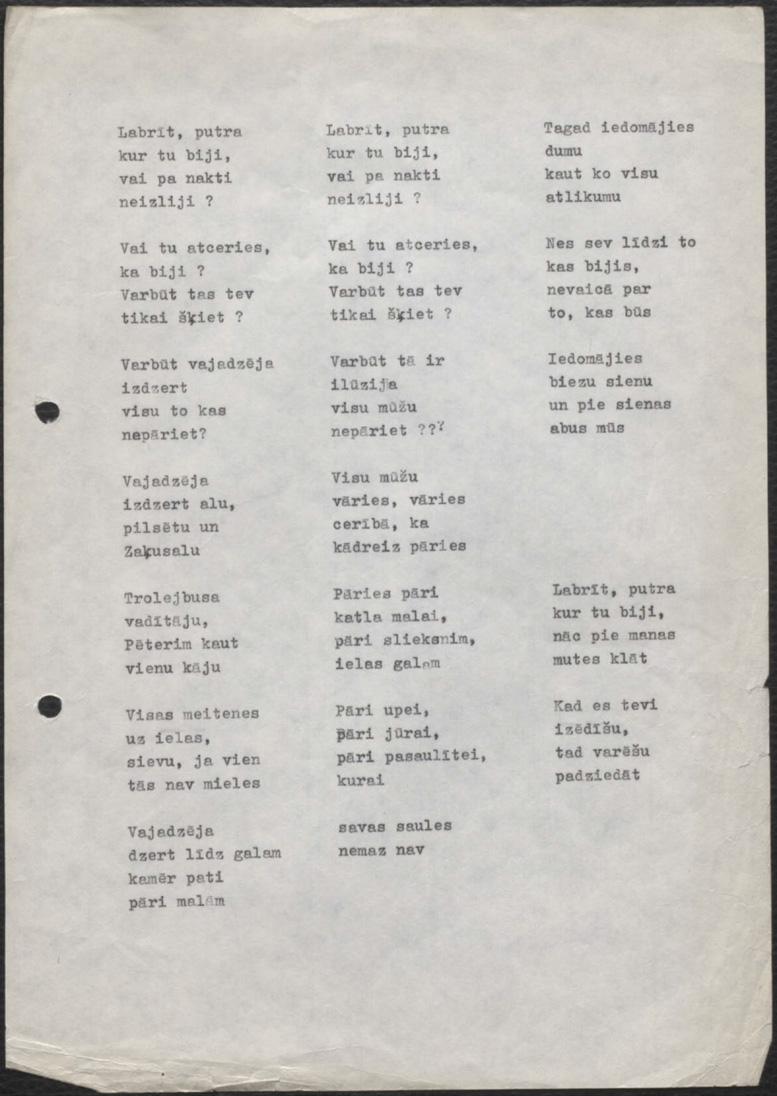 Labrīt, putra
kur tu biji,
vai pa nakti
neizliji ?

Vai tu atceries,
ka biji ?
Varbūt tas tev
tikai šķiet ?

Varbūt vajadzēja
izdzert
visu to kas
nepāriet?

Vajadzēja
izdzert alu,
pilsētu un
Zaķusalu

Trolejbusa
vadītāju,
Pēterim kaut
vienu kāju

Visas meitenes
uz ielas,
sievu, ja vien
tās nav mieles

Vajadzēja
dzert līdz galam
kamēr pati
pāri malām

Labrīt, putra
kur tu biji,
vai pa nakti
neizliji ?

Vai tu atceries,
ka biji ?
Varbūt tas tev
tikai šķiet ?

Varbūt tā ir
ilūzija
visu mūžu
nepāriet ???

Visu mūžu
vāries, vāries
cerībā, ka
kādreiz pāries

Pāries pāri
katla malai,
pārislieksnim,
ielas galam

Pāri upei,
pāri jūrai,
pāri pasaulītei,
kurai

savas saules
nemaz nav

Tagad iedomājies
dumu
kaut ko visu
atlikumu

Nes sev līdzi to
kas bijis,
nevaicā par
to, kas būs

Iedomājies
biezu sienu
un pie sienas
abus mūs

Labrīt, putra
kur tu biji,
nāc pie manas
mutes klāt

Kad es tevi
izēdīšu,
tad varēšu
padziedāt